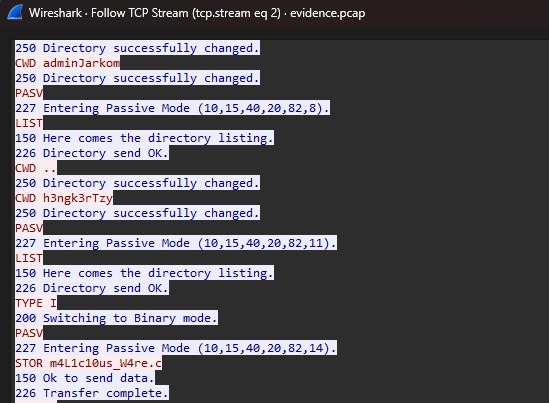 Wireshark · Follow TCP Stream (tcp.stream eq 2) · evidence.pcap
250 Directory successfully changed.
CWD adminJarkom
250 Directory successfully changed.
PASV
227 Entering Passive Mode (10,15,40,20,82,8).
LIST
150 Here comes the directory listing.
226 Directory send OK.
CWD ..
250 Directory successfully changed.
CWD h3ngk3rTzy
250 Directory successfully changed.
PASV
227 Entering Passive Mode (10,15,40,20,82,11).
LIST
150 Here comes the directory listing.
226 Directory send OK.
TYPE I
200 Switching to Binary mode.
PASV
227 Entering Passive Mode (10,15,40,20,82,14).
STOR m4L1c10us_W4re.c
150 Ok to send data.
226 Transfer complete.